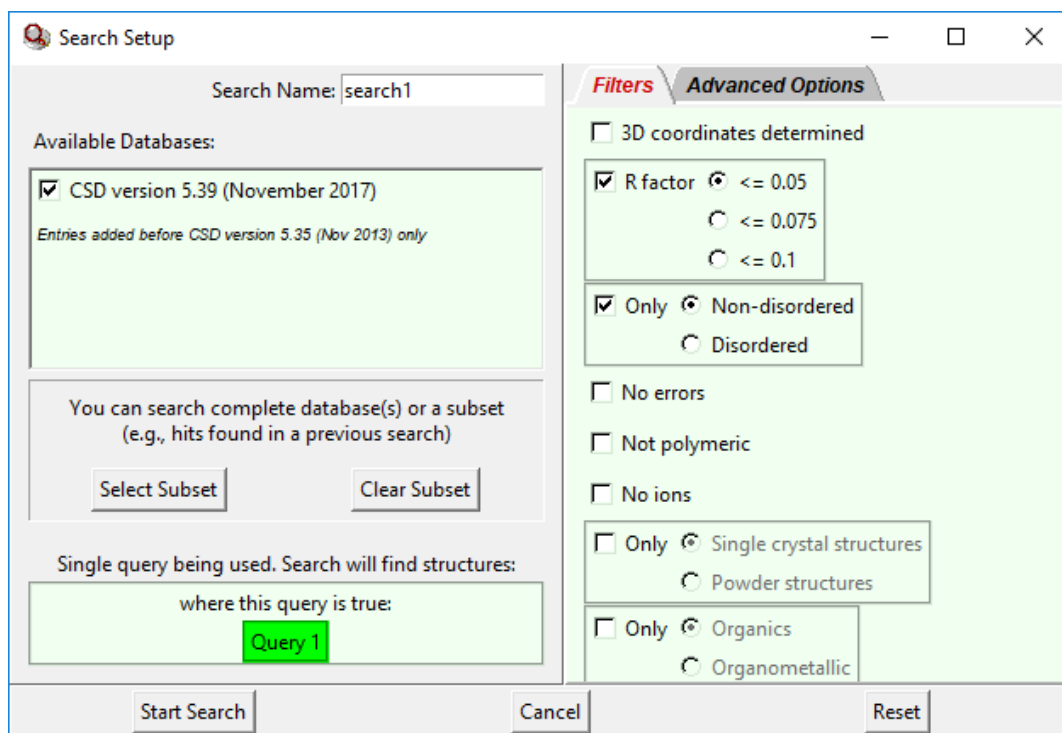 Search Setup
Search Name: search1
Available Databases:
CSD version 5.39 (November 2017)
Entries added before CSD version 5.35 (Nov 2013) only
You can search complete database(s) or a subset
(e.g., hits found in a previous search)
Select Subset
Clear Subset
Single query being used. Search will find structures:
where this query is true:
Query 1
Filters
Advanced Options
3D coordinates determined
R factor <= 0.05
<= 0.075
<= 0.1
Only Non-disordered
Disordered
No errors
Not polymeric
No ions
Only Single crystal structures
Powder structures
Only Organics
Organometallic
Start Search
Cancel
Reset